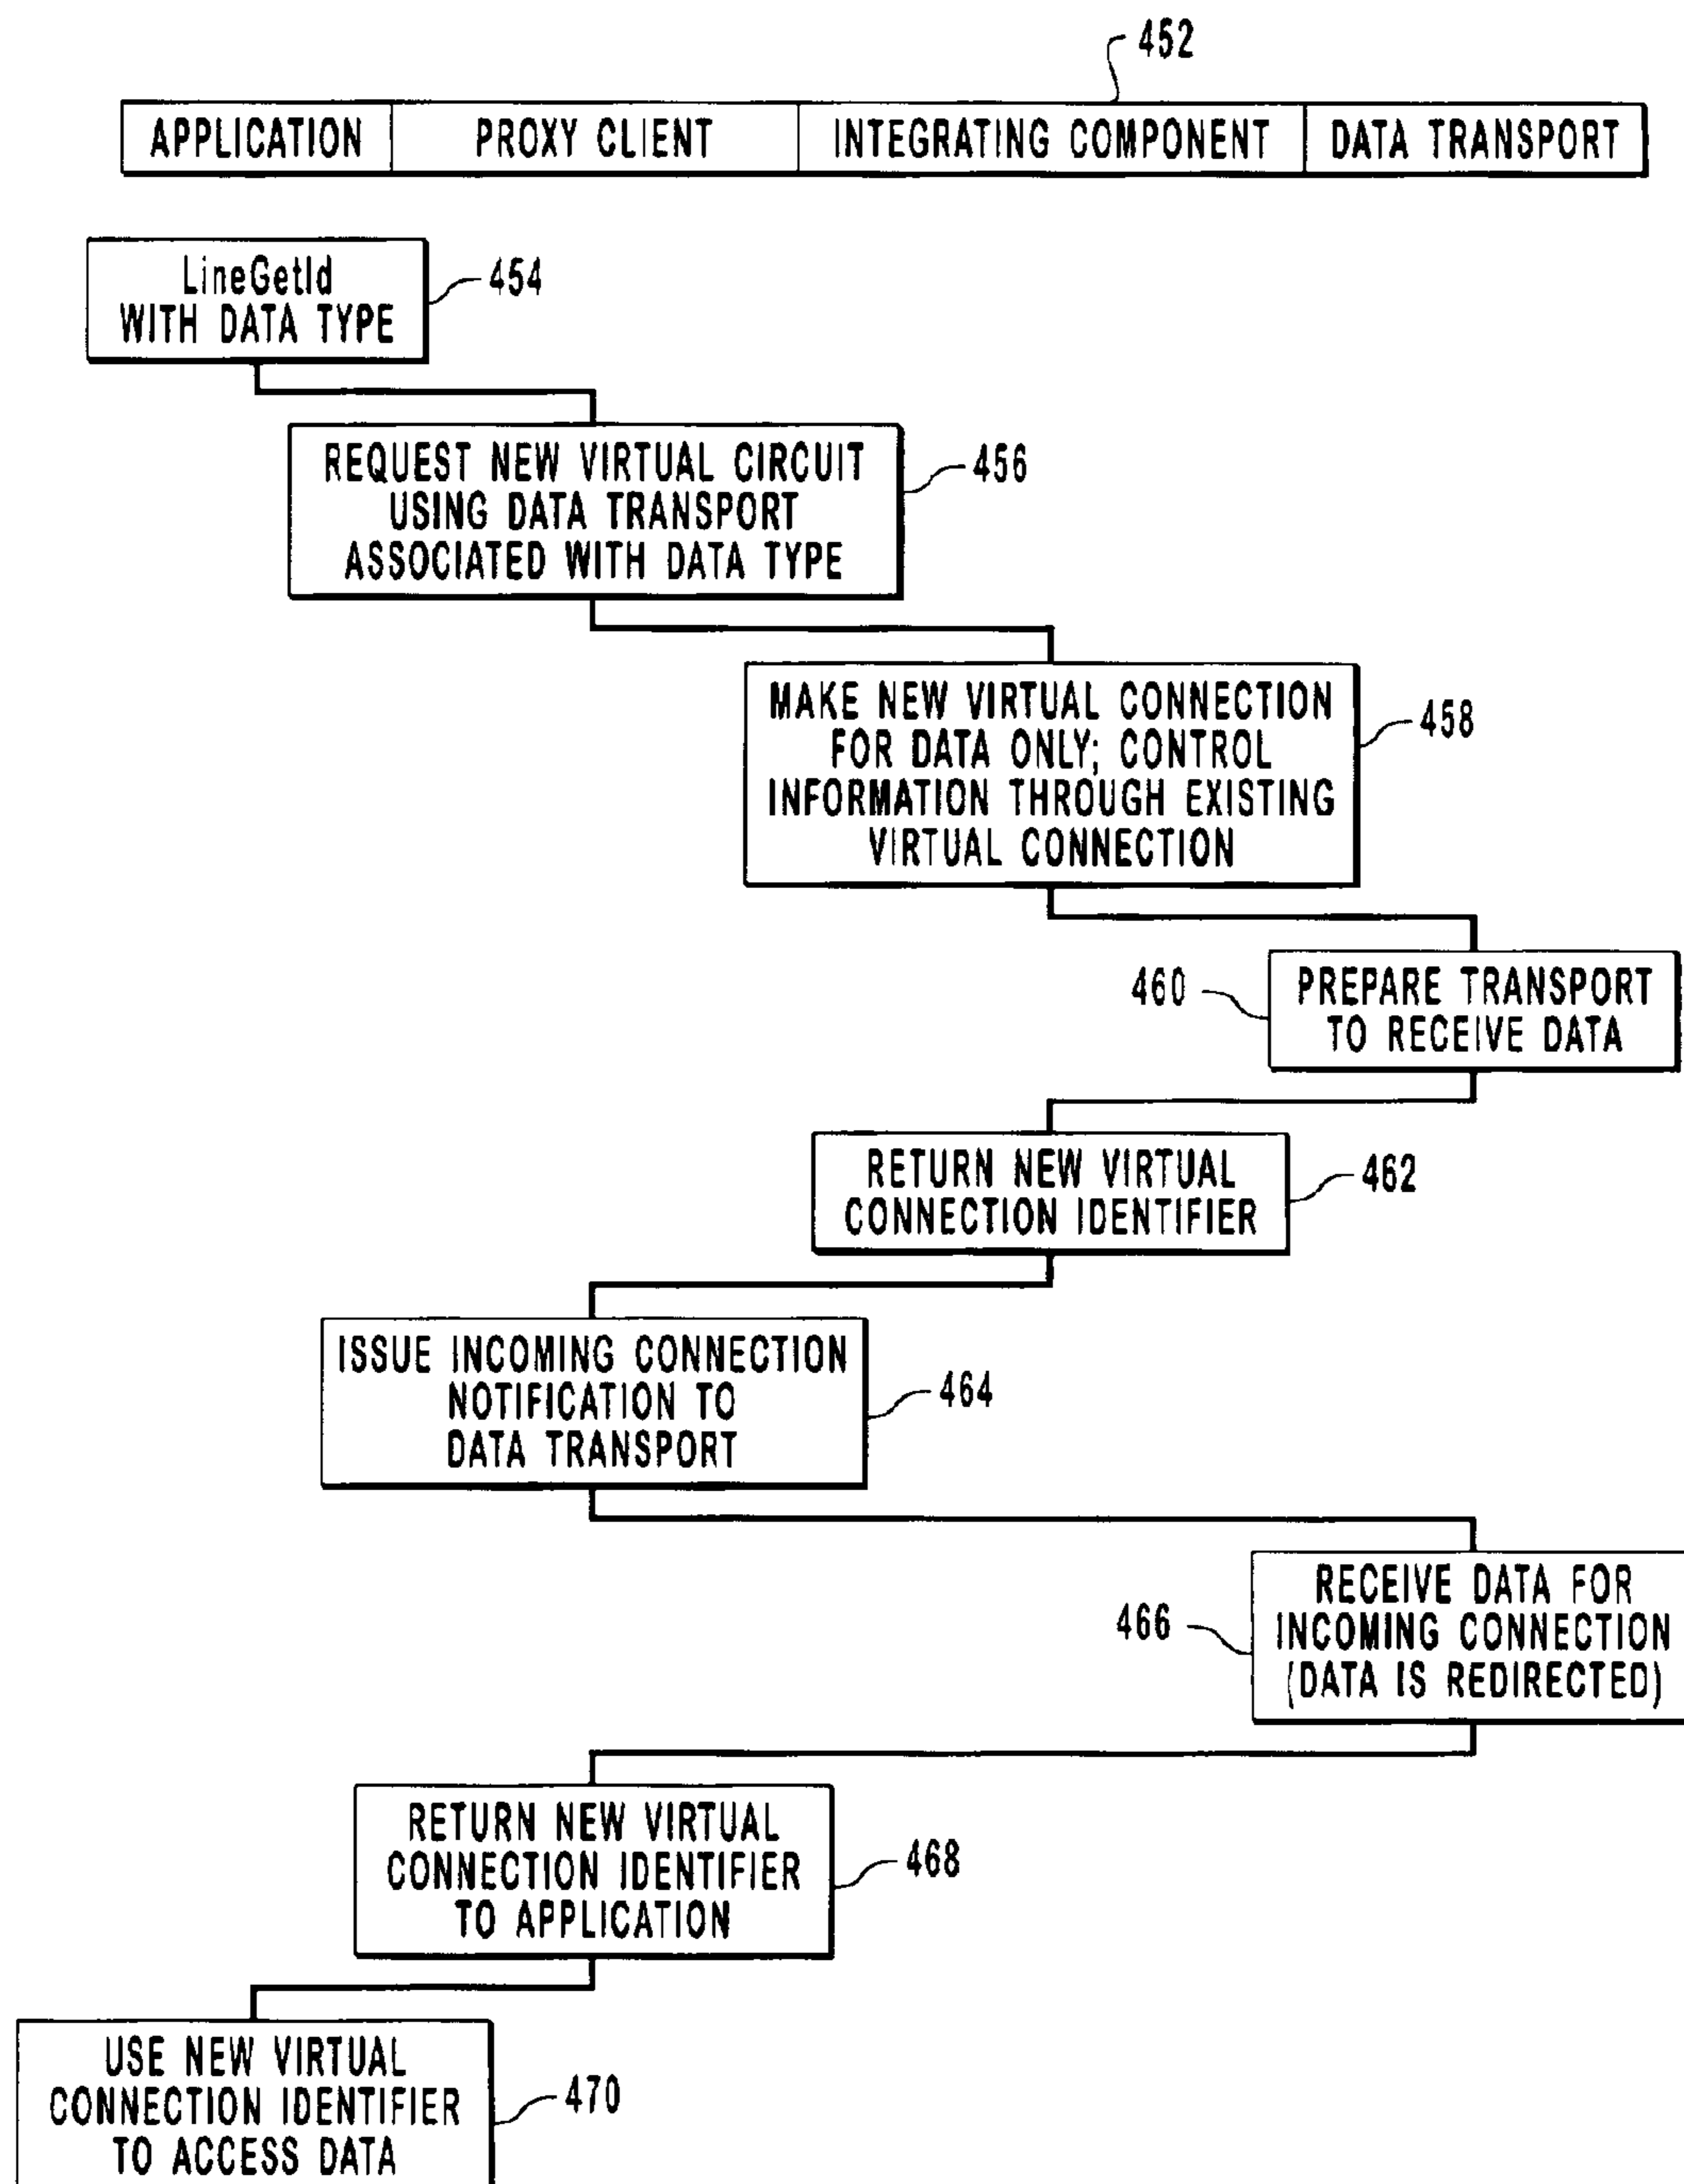 452
APPLICATION PROXY CLIENT INTEGRATING COMPONENT DATA TRANSPORT
LineGetId
WITH DATA TYPE
454
REQUEST NEW VIRTUAL CIRCUIT
USING DATA TRANSPORT
ASSOCIATED WITH DATA TYPE
456
MAKE NEW VIRTUAL CONNECTION
FOR DATA ONLY; CONTROL
INFORMATION THROUGH EXISTING
VIRTUAL CONNECTION
458
460
PREPARE TRANSPORT
TO RECEIVE DATA
RETURN NEW VIRTUAL
CONNECTION IDENTIFIER
462
ISSUE INCOMING CONNECTION
NOTIFICATION TO
DATA TRANSPORT
464
466
RECEIVE DATA FOR
INCOMING CONNECTION
(DATA IS REDIRECTED)
RETURN NEW VIRTUAL
CONNECTION IDENTIFIER
TO APPLICATION
468
USE NEW VIRTUAL
CONNECTION IDENTIFIER
TO ACCESS DATA
470